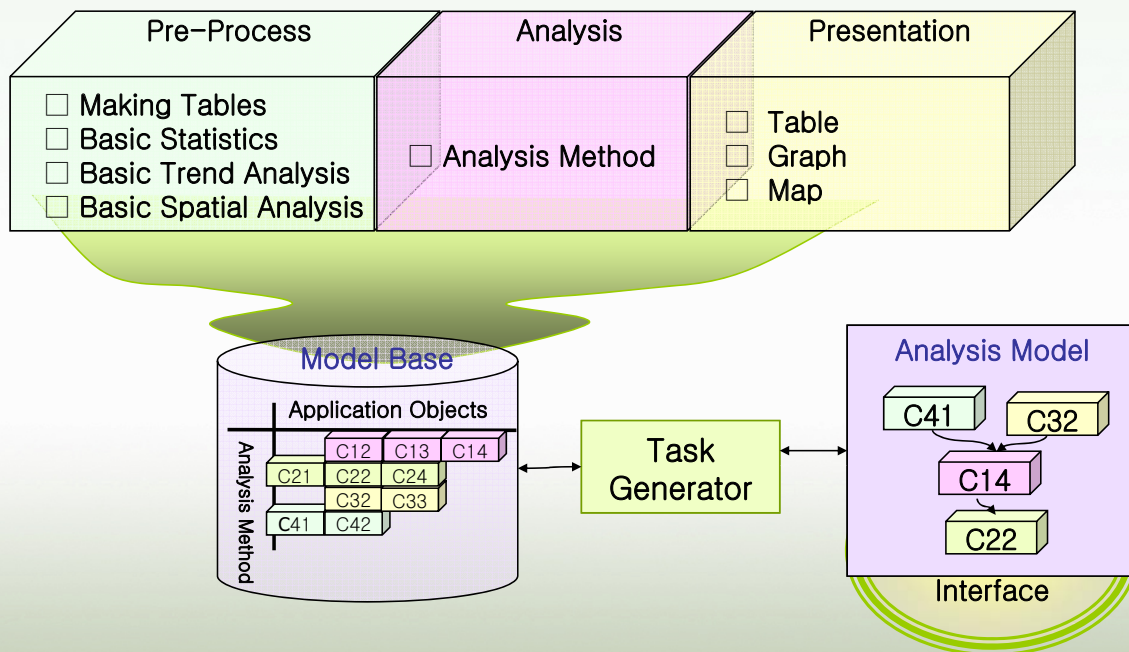 Pre-Process
Analysis
Presentation
□ Making Tables
□ Basic Statistics
□ Basic Trend Analysis
□ Basic Spatial Analysis
□ Analysis Method
□ Table
□ Graph
□ Map
Model Base
Application Objects
Analysis Method
C12 C13 C14
C21 C22 C24
C32 C33
C41 C42
Task
Generator
Analysis Model
C41 C32
C14
C22
Interface